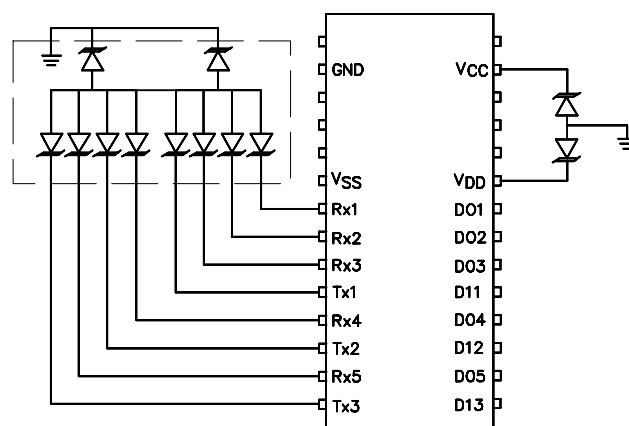 GND VCC
VSS VDD
Rx1 D01
Rx2 D02
Rx3 D03
Tx1 D11
Rx4 D04
Tx2 D12
Rx5 D05
Tx3 D13